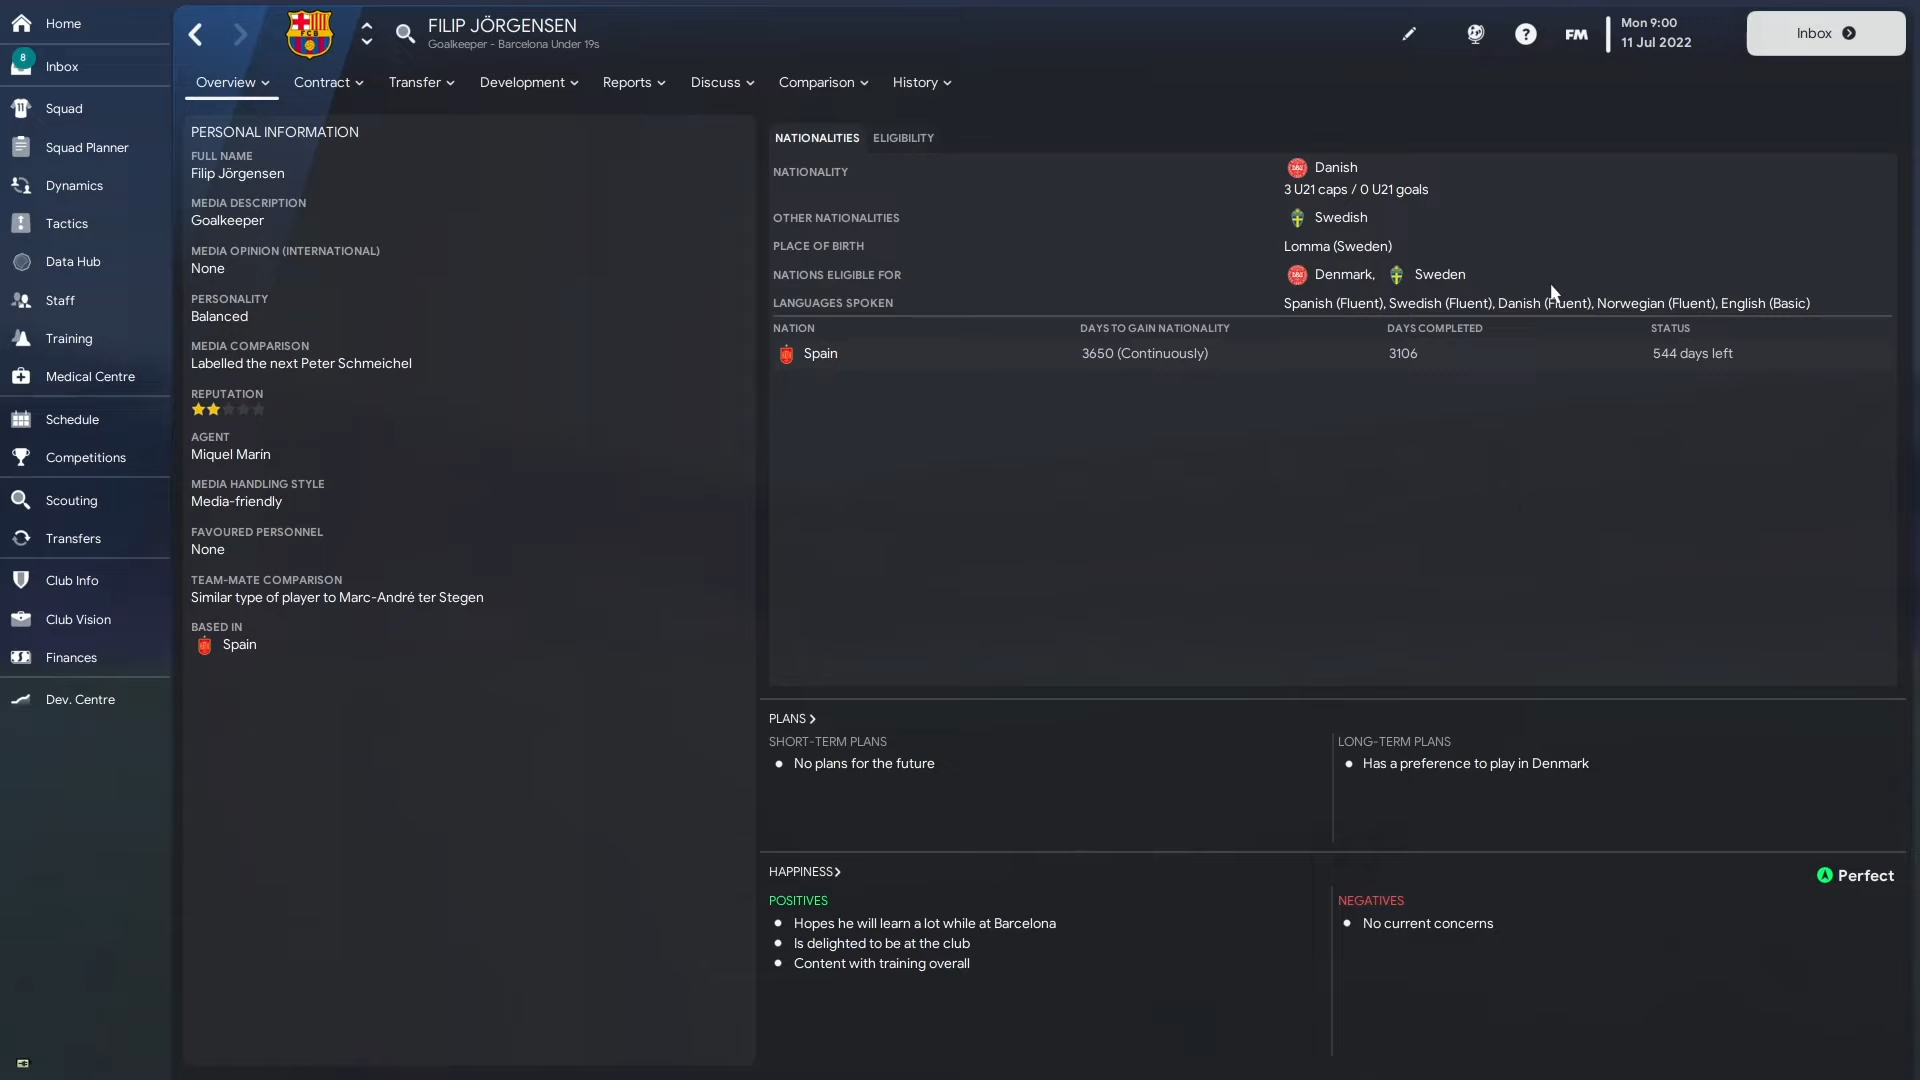 Home
8
Inbox
Squad
Squad Planner
Dynamics
Tactics
Data Hub
Staff
Training
Medical Centre
Schedule
Competitions
Scouting
Transfers
Club Info
Club Vision
Finances
Dev. Centre
FILIP JÖRGENSEN
Goalkeeper - Barcelona Under 19s
? FM
Mon 9:00
11 Jul 2022
Inbox
Overview Contract Transfer Development Reports Discuss Comparison History
PERSONAL INFORMATION
FULL NAME
Filip Jörgensen
MEDIA DESCRIPTION
Goalkeeper
MEDIA OPINION (INTERNATIONAL)
None
PERSONALITY
Balanced
MEDIA COMPARISON
Labelled the next Peter Schmeichel
REPUTATION
AGENT
Miquel Marin
MEDIA HANDLING STYLE
Media-friendly
FAVOURED PERSONNEL
None
TEAM-MATE COMPARISON
Similar type of player to Marc-André ter Stegen
BASED IN
Spain
NATIONALITIES ELIGIBILITY
NATIONALITY Danish
3 U21 caps / 0 U21 goals
OTHER NATIONALITIES Swedish
PLACE OF BIRTH Lomma (Sweden)
NATIONS ELIGIBLE FOR Denmark, Sweden
LANGUAGES SPOKEN Spanish (Fluent), Swedish (Fluent), Danish (Fluent), Norwegian (Fluent), English (Basic)
NATION DAYS TO GAIN NATIONALITY DAYS COMPLETED STATUS
Spain 3650 (Continuously) 3106 544 days left
PLANS
SHORT-TERM PLANS
No plans for the future
LONG-TERM PLANS
Has a preference to play in Denmark
HAPPINESS
Perfect
POSITIVES
Hopes he will learn a lot while at Barcelona
Is delighted to be at the club
Content with training overall
NEGATIVES
No current concerns